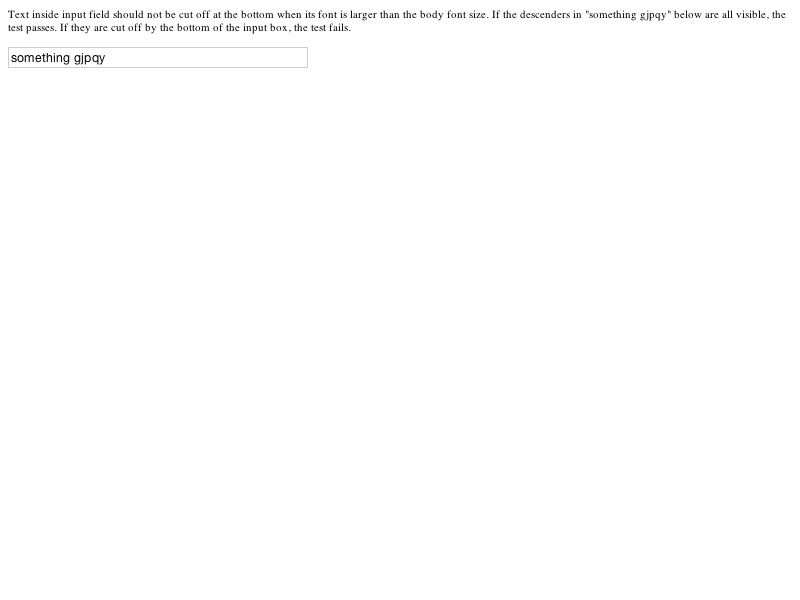 Text inside input field should not be cut off at the bottom when its font is larger than the body font size. If the descenders in "something gjpqy" below are all visible, the
test passes. If they are cut off by the bottom of the input box, the test fails.
something gjpqy